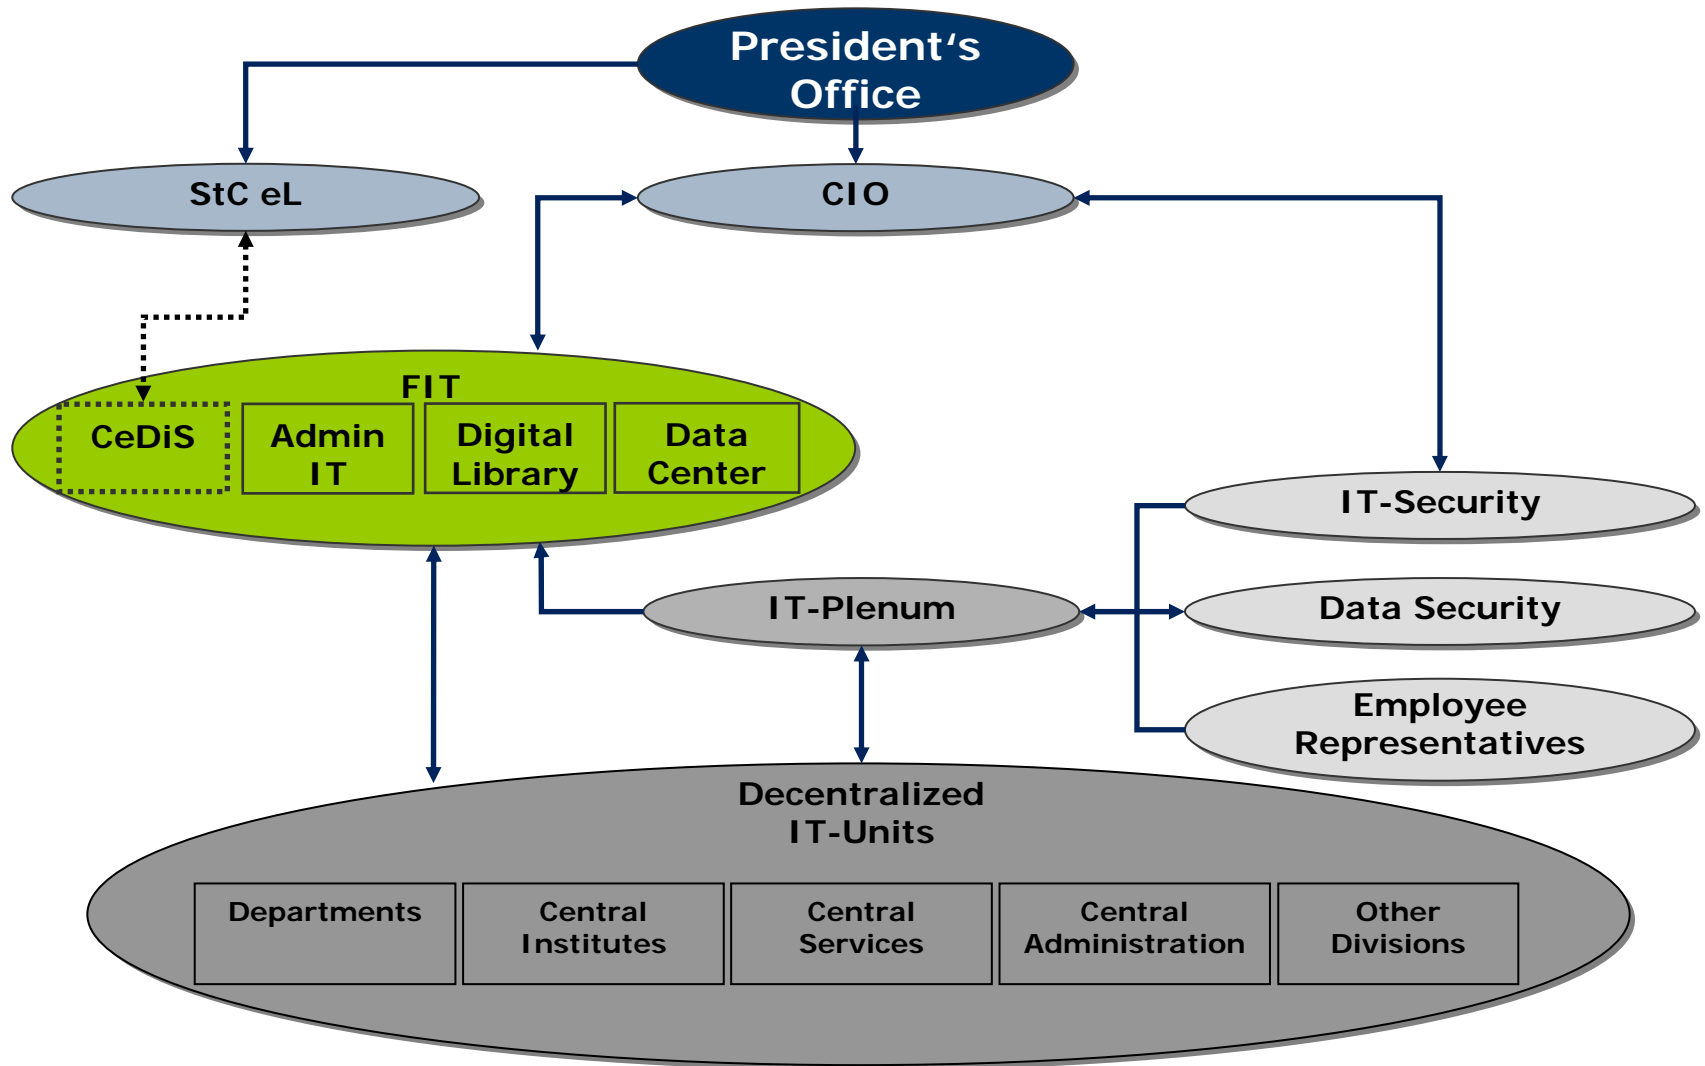 President‘s
Office
StC eL
CIO
FIT
CeDiS
Admin
IT
Digital
Library
Data
Center
IT-Security
IT-Plenum
Data Security
Employee
Representatives
Decentralized
IT-Units
Departments
Central
Institutes
Central
Services
Central
Administration
Other
Divisions